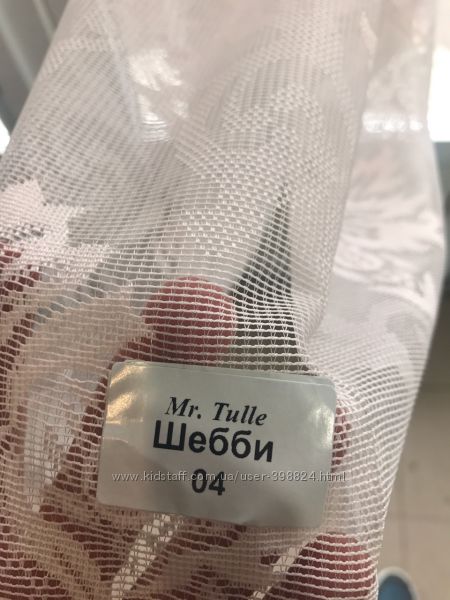 Mr. Tulle
Шебби
www.kidstaff.com.ua/user-398824.html
04